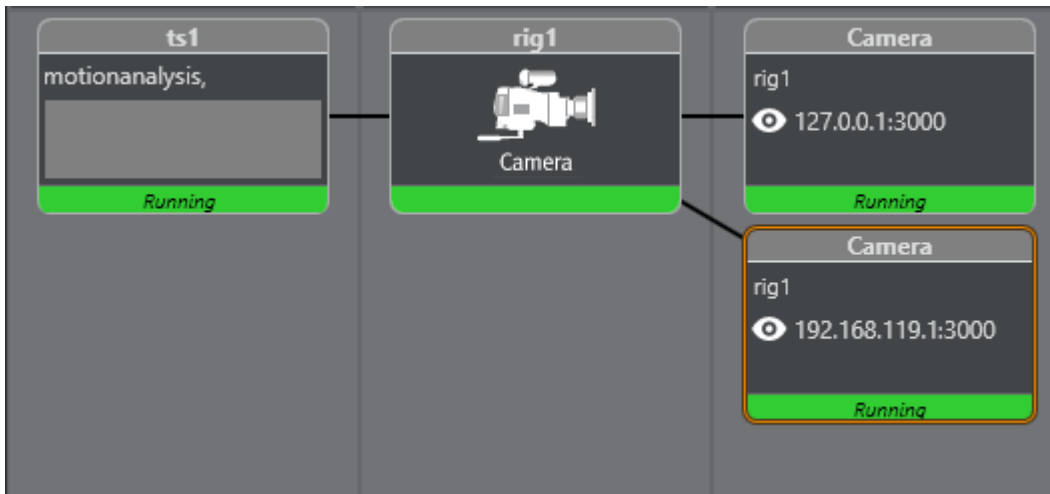 ts1
motionanalysis,
Running
rig1
Camera
Camera
rig1
127.0.0.1:3000
Running
Camera
rig1
192.168.119.1:3000
Running